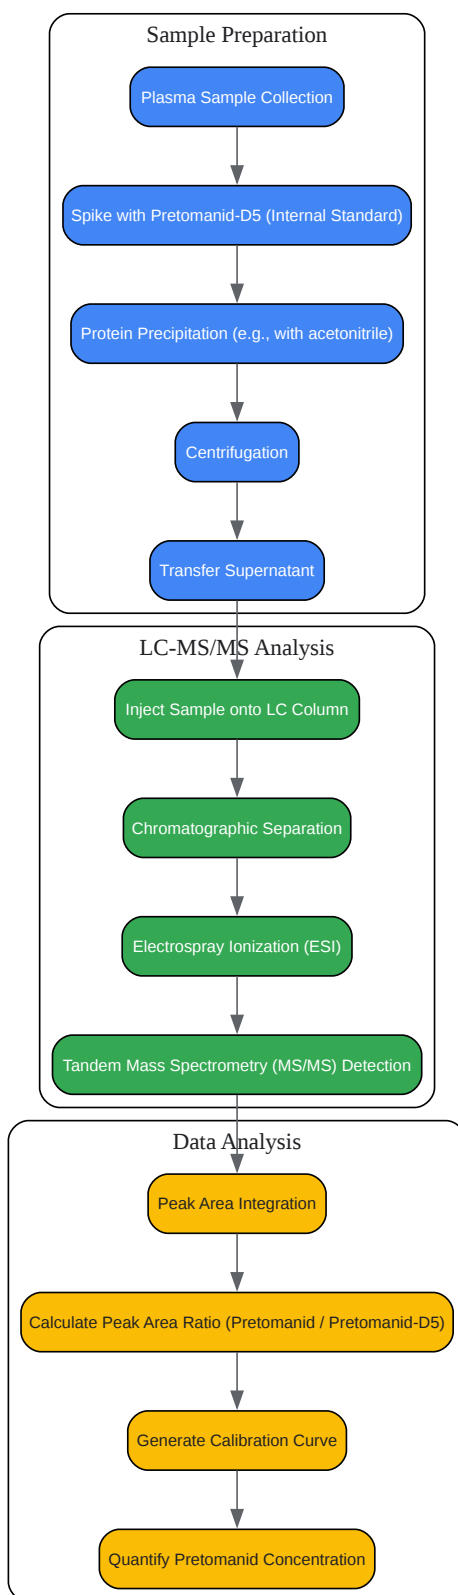 Sample Preparation
Plasma Sample Collection
Spike with Pretomanid-D5 (Internal Standard)
Protein Precipitation (e.g., with acetonitrile)
Centrifugation
Transfer Supernatant
LC-MS/MS Analysis
Inject Sample onto LC Column
Chromatographic Separation
Electrospray Ionization (ESI)
Tandem Mass Spectrometry (MS/MS) Detection
Data Analysis
Peak Area Integration
Calculate Peak Area Ratio (Pretomanid / Pretomanid-D5)
Generate Calibration Curve
Quantify Pretomanid Concentration